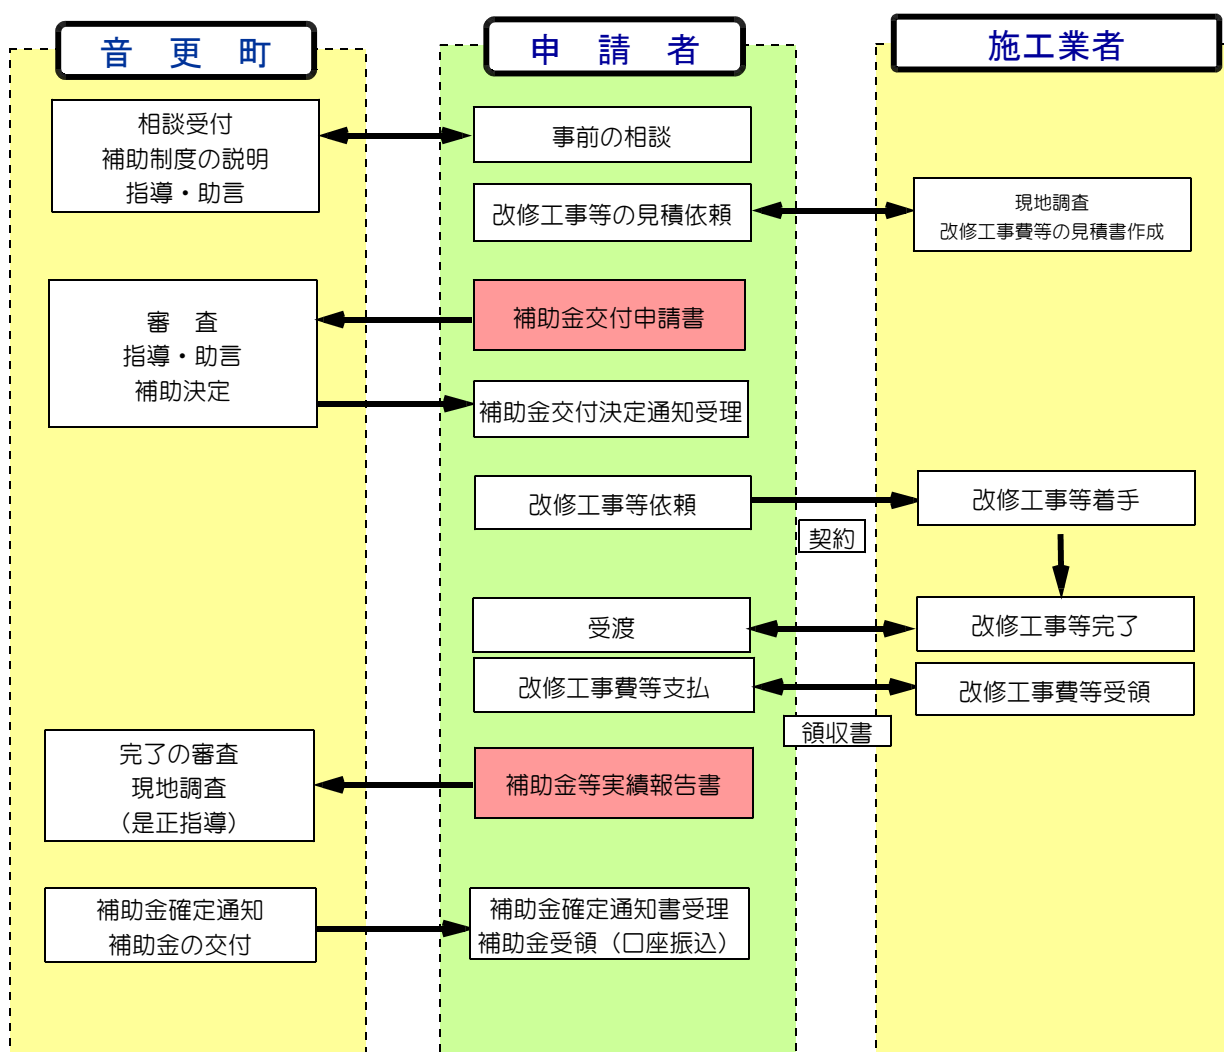 音　更　町
申　請　者
施工業者
相談受付
補助制度の説明
指導・助言
事前の相談
改修工事等の見積依頼
現地調査
改修工事費等の見積書作成
審　査
指導・助言
補助決定
補助金交付申請書
補助金交付決定通知受理
改修工事等依頼
契約
改修工事等着手
受渡
改修工事等完了
改修工事費等支払
改修工事費等受領
領収書
完了の審査
現地調査
（是正指導）
補助金等実績報告書
補助金確定通知
補助金の交付
補助金確定通知書受理
補助金受領（口座振込）